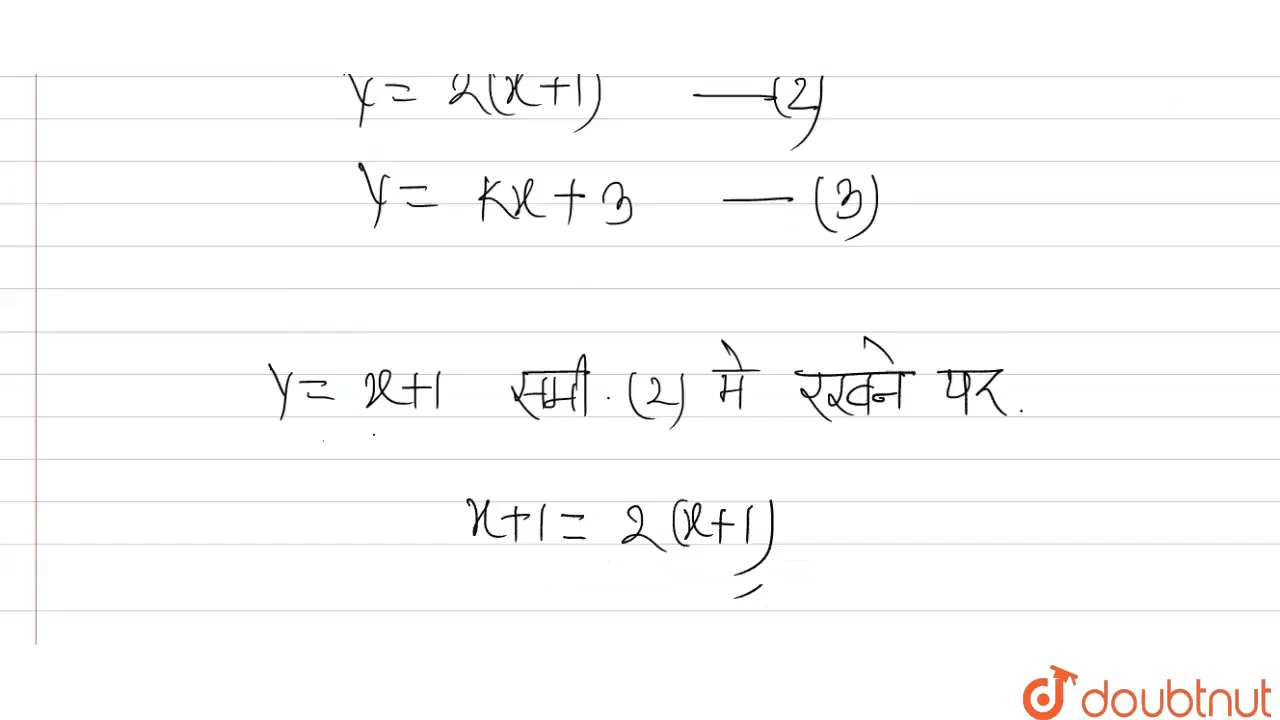 y = 2(x+1) —(2)
y = kx + 3 — (3)
y = x+1 समी. (2) मे रखने पर.
x+1 = 2(x+1)
doubtnut